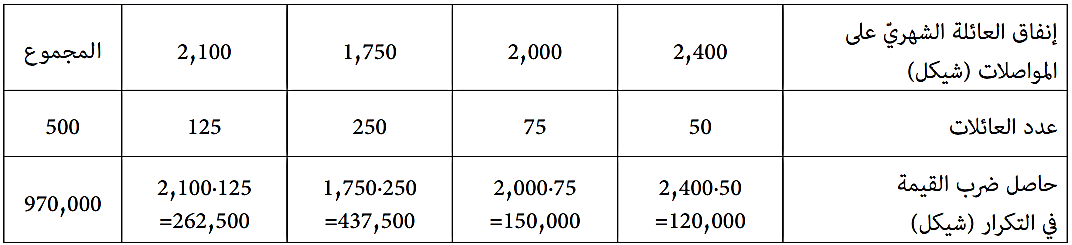 إنفاق العائلة الشهريّ على المواصلات (شيكل) 2,400 2,000 1,750 2,100 المجموع
عدد العائلات 50 75 250 125 500
حاصل ضرب القيمة في التكرار (شيكل) 2,400·50 =120,000 2,000·75 =150,000 1,750·250 =437,500 2,100·125 =262,500 970,000